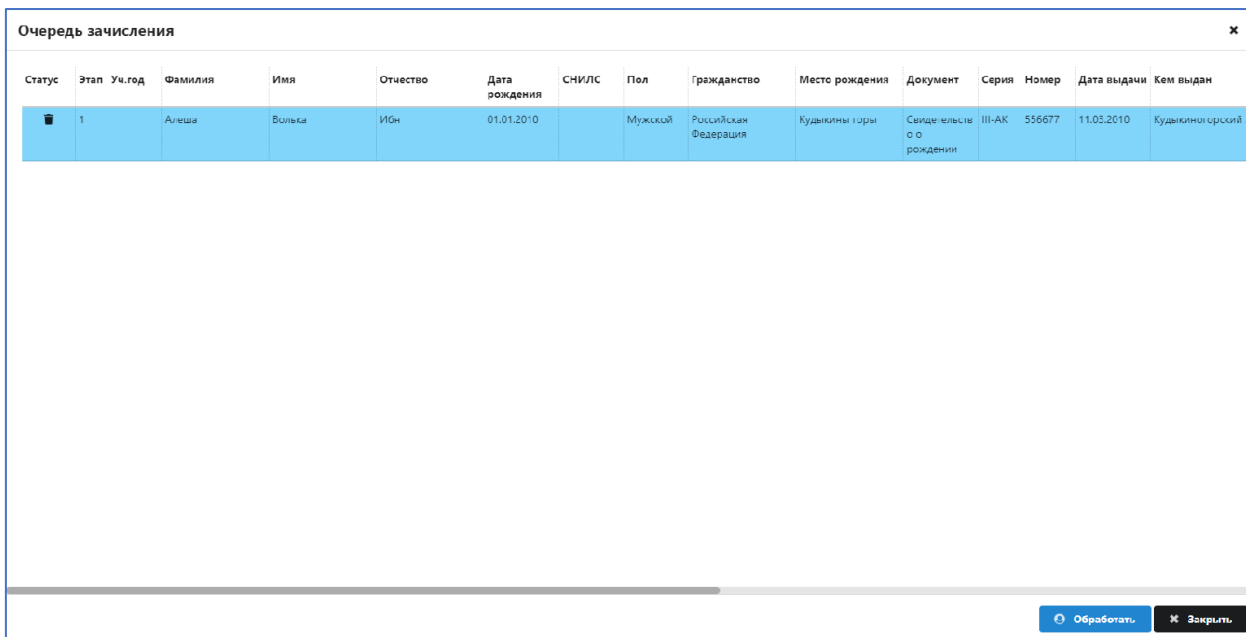 Очередь зачисления
Статус Этап Уч.год Фамилия Имя Отчество Дата рождения СНИЛС Пол Гражданство Место рождения Документ Серия Номер Дата выдачи Кем выдан
1 Алеша Волька Ибн 01.01.2010 Мужской Российская Кудыкины горы Свидетельств III-АК 556677 11.03.2010 Кудыкиногорский
Федерация о о
рождении
Обработать Закрыть